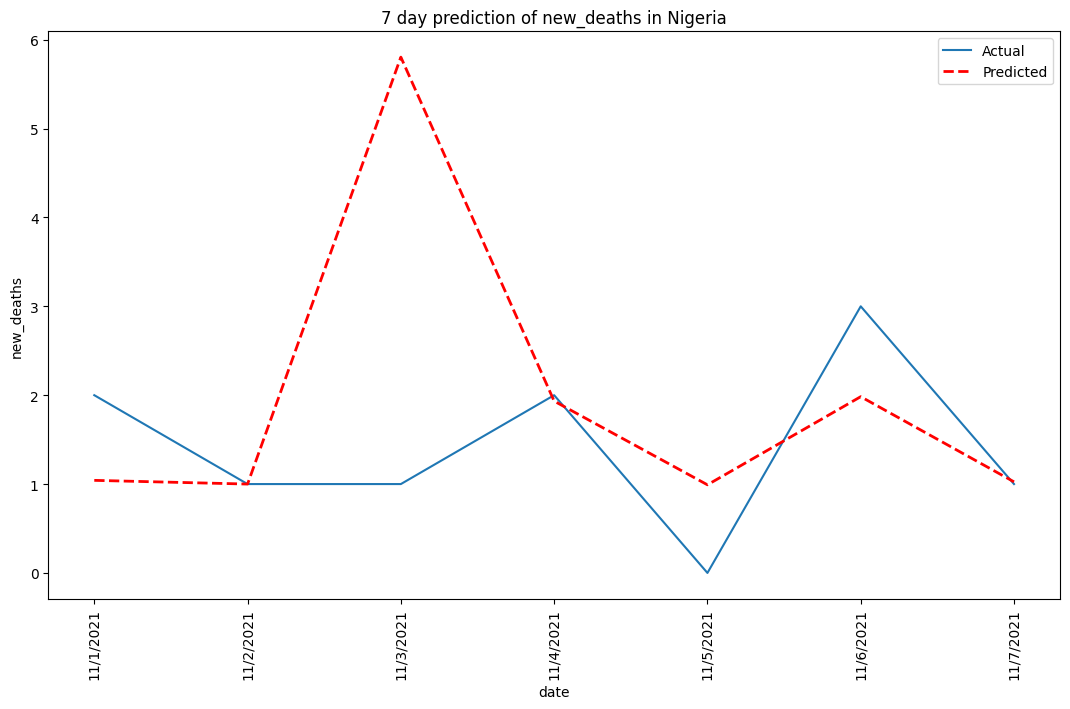 7 day prediction of new_deaths in Nigeria
Actual
Predicted
new_deaths
6
5
4
3
2
1
0
11/1/2021
11/2/2021
11/3/2021
11/4/2021
11/5/2021
11/6/2021
11/7/2021
date